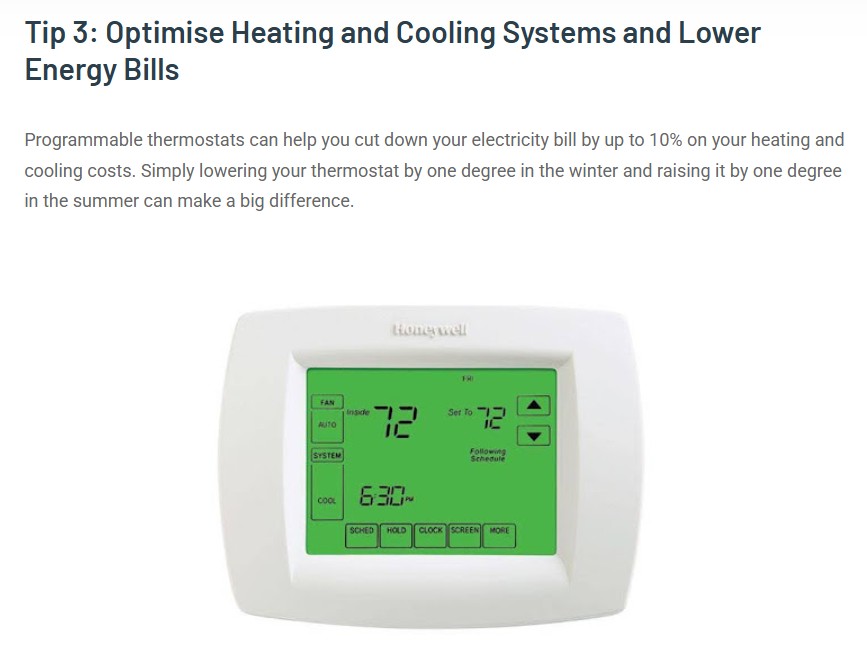 Tip 3: Optimise Heating and Cooling Systems and Lower
Energy Bills
Programmable thermostats can help you cut down your electricity bill by up to 10% on your heating and
cooling costs. Simply lowering your thermostat by one degree in the winter and raising it by one degree
in the summer can make a big difference.
Honeywell
FRI
FAN
Inside 72 Set To 72
AUTO
SYSTEM
Following
Schedule
COOL
6:30 PM
SCHED HOLD CLOCK SCREEN MORE